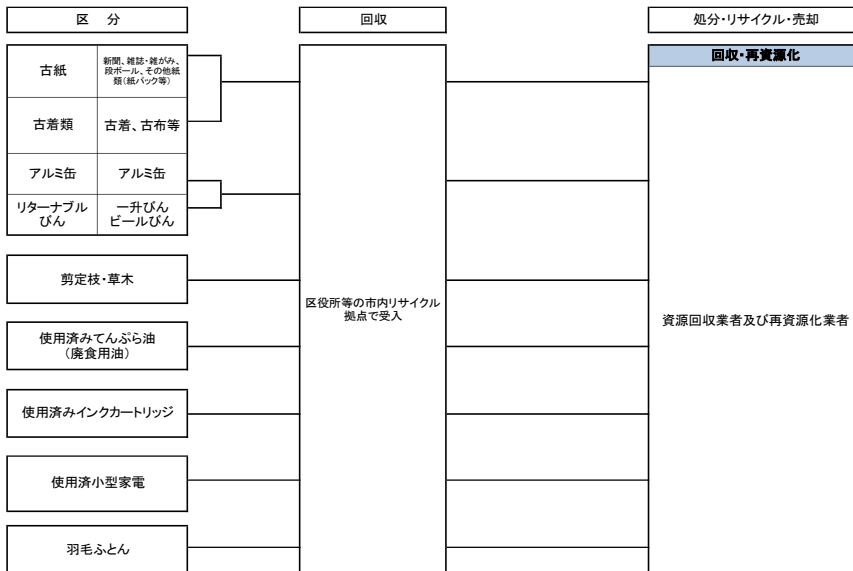 区　分
回収
処分・リサイクル・売却
古紙
新聞、雑誌・雑がみ、
段ボール、その他紙
類(紙パック等)
古着類
古着、古布等
アルミ缶
アルミ缶
リターナブル
びん
一升びん
ビールびん
剪定枝・草木
使用済みてんぷら油
(廃食用油)
使用済みインクカートリッジ
使用済小型家電
羽毛ふとん
区役所等の市内リサイクル
拠点で受入
回収・再資源化
資源回収業者及び再資源化業者